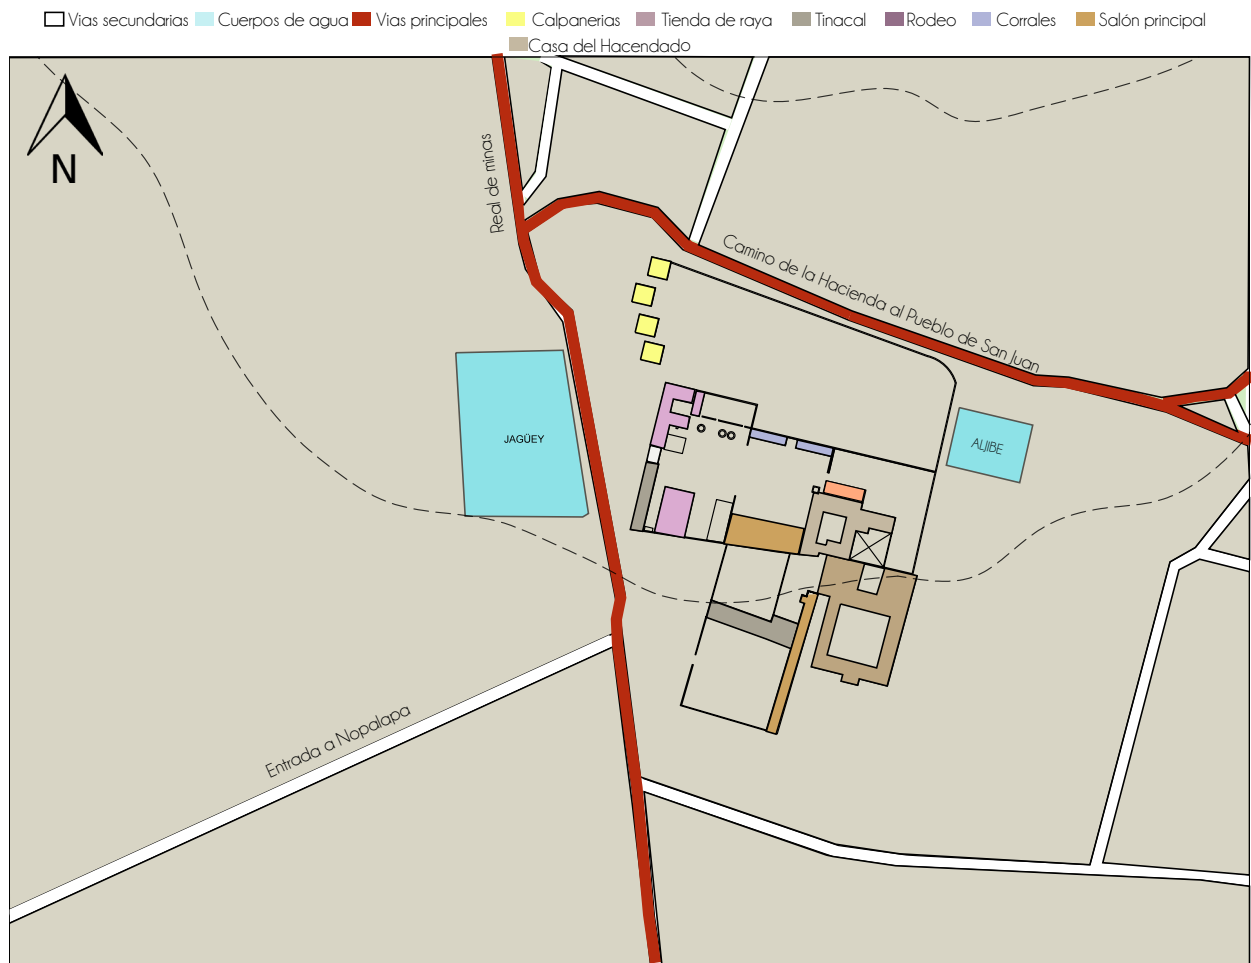 Vias secundarias Cuerpos de agua Vias principales Calpanerias Tienda de raya Tinacal Rodeo Corrales Salón principal
Casa del Hacendado
N
Real de minas
Camino de la Hacienda al Pueblo de San Juan
JAGÜEY
ALJIBE
Entrada a Nopalapa